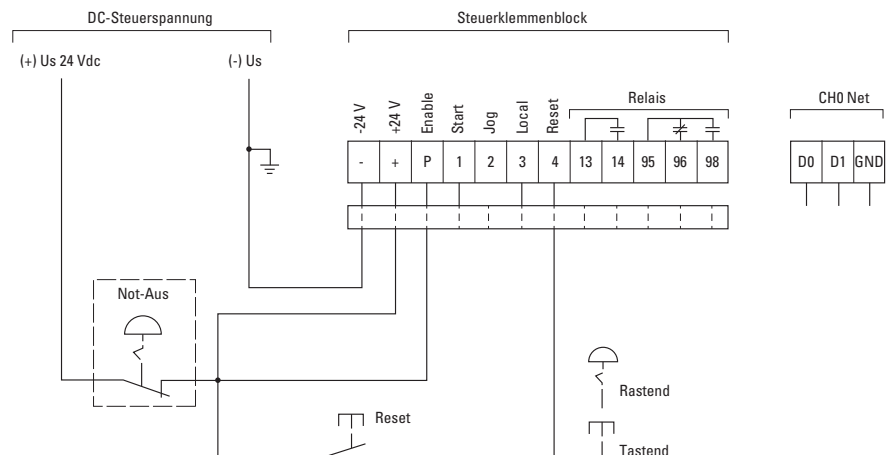 DC-Steuerspannung
Steuerklemmenblock
(+) Us 24 Vdc
(-) Us
-24 V
+24 V
Enable
Start
Jog
Local
Reset
Relais
CH0 Net
- + P 1 2 3 4 13 14 95 96 98
D0 D1 GND
Not-Aus
Rastend
Reset
Tastend